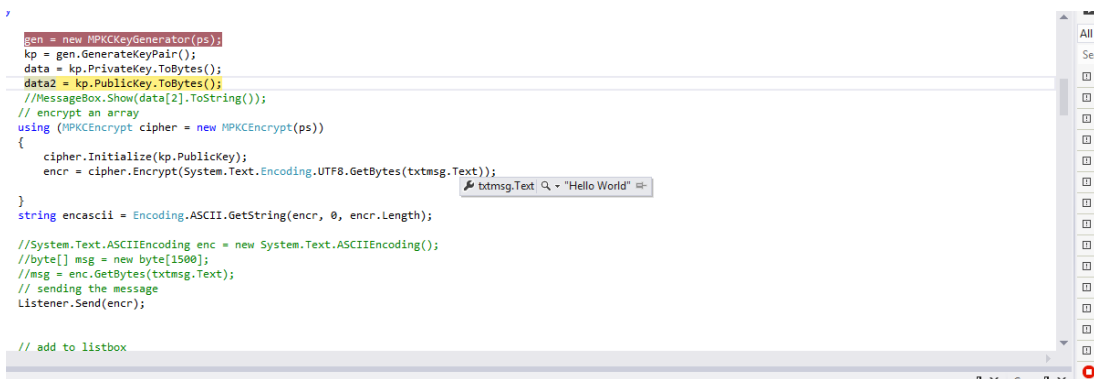 gen = new MPKCKeyGenerator(ps);
kp = gen.GenerateKeyPair();
data = kp.PrivateKey.ToBytes();
data2 = kp.PublicKey.ToBytes();
//MessageBox.Show(data[2].ToString());
// encrypt an array
using (MPKCEncrypt cipher = new MPKCEncrypt(ps))
{
cipher.Initialize(kp.PublicKey);
encr = cipher.Encrypt(System.Text.Encoding.UTF8.GetBytes(txtmsg.Text));
txtmsg.Text "Hello World"
}
string encascii = Encoding.ASCII.GetString(encr, 0, encr.Length);
//System.Text.ASCIIEncoding enc = new System.Text.ASCIIEncoding();
//byte[] msg = new byte[1500];
//msg = enc.GetBytes(txtmsg.Text);
// sending the message
Listener.Send(encr);
// add to listbox
All
Se